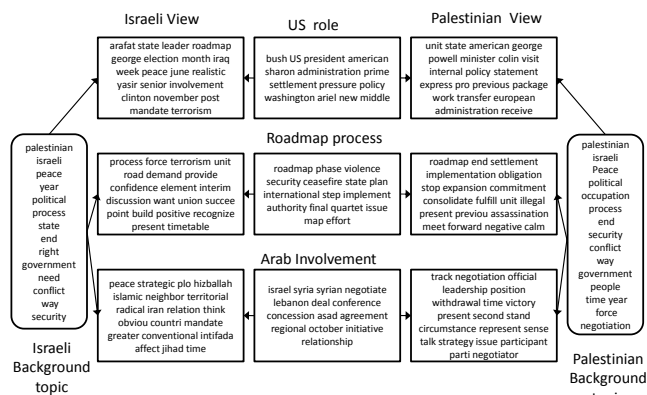 Israeli View
US role
Palestinian View
arafat state leader roadmap
george election month iraq
week peace june realistic
yasir senior involvement
clinton november post
mandate terrorism
bush US president american
sharon administration prime
settlement pressure policy
washington ariel new middle
unit state american george
powell minister colin visit
internal policy statement
express pro previous package
work transfer european
administration receive
palestinian
israeli
peace
year
political
process
state
end
right
government
need
conflict
way
security
Israeli
Background
topic
Roadmap process
process force terrorism unit
road demand provide
confidence element interim
discussion want union succee
point build positive recognize
present timetable
roadmap phase violence
security ceasefire state plan
international step implement
authority final quartet issue
map effort
roadmap end settlement
implementation obligation
stop expansion commitment
consolidate fulfill unit illegal
present previou assassination
meet forward negative calm
Arab Involvement
peace strategic plo hizballah
islamic neighbor territorial
radical iran relation think
obviou countri mandate
greater conventional intifada
affect jihad time
israel syria syrian negotiate
lebanon deal conference
concession asad agreement
regional october initiative
relationship
track negotiation official
leadership position
withdrawal time victory
present second stand
circumstance represent sense
talk strategy issue participant
parti negotiator
palestinian
israeli
Peace
political
occupation
process
end
security
conflict
way
government
people
time year
force
negotiation
Palestinian
Background